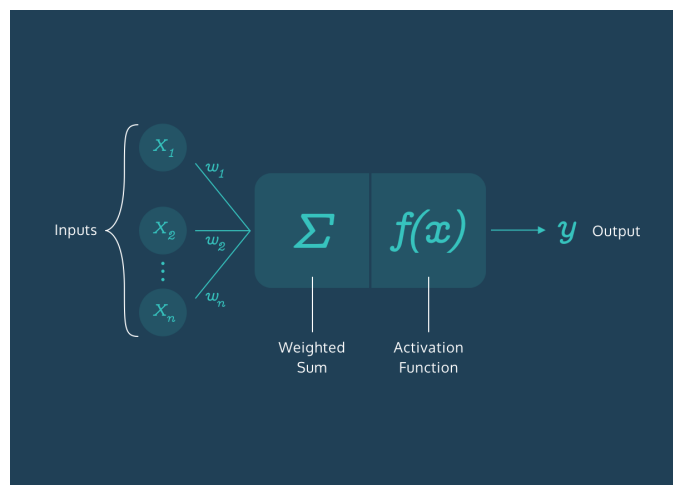 X₁
w₁
Inputs
X₂
w₂
Σ
f(x)
y
Output
Xₙ
wₙ
Weighted
Sum
Activation
Function